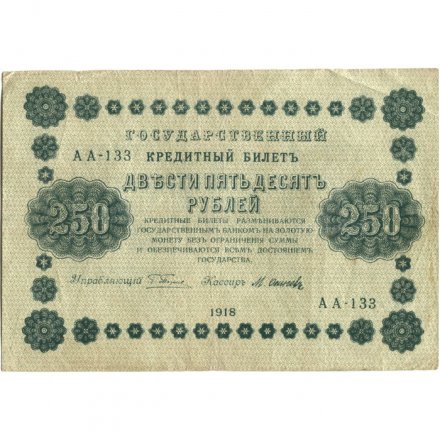 ГОСУДАРСТВЕННЫЙ
АА-133 КРЕДИТНЫЙ БИЛЕТЪ
ДВѢСТИ ПЯТЬДЕСЯТЪ
РУБЛЕЙ
250 250
КРЕДИТНЫЕ БИЛЕТЫ РАЗМѢНИВАЮТСЯ
ГОСУДАРСТВЕННЫМЪ БАНКОМЪ НА ЗОЛОТУЮ
МОНЕТУ БЕЗЪ ОГРАНИЧЕНІЯ СУММЫ
И ОБЕЗПЕЧИВАЮТСЯ ВСѢМЪ ДОСТОЯНІЕМЪ
ГОСУДАРСТВА.
Управляющій Кассиръ
АА-133
1918